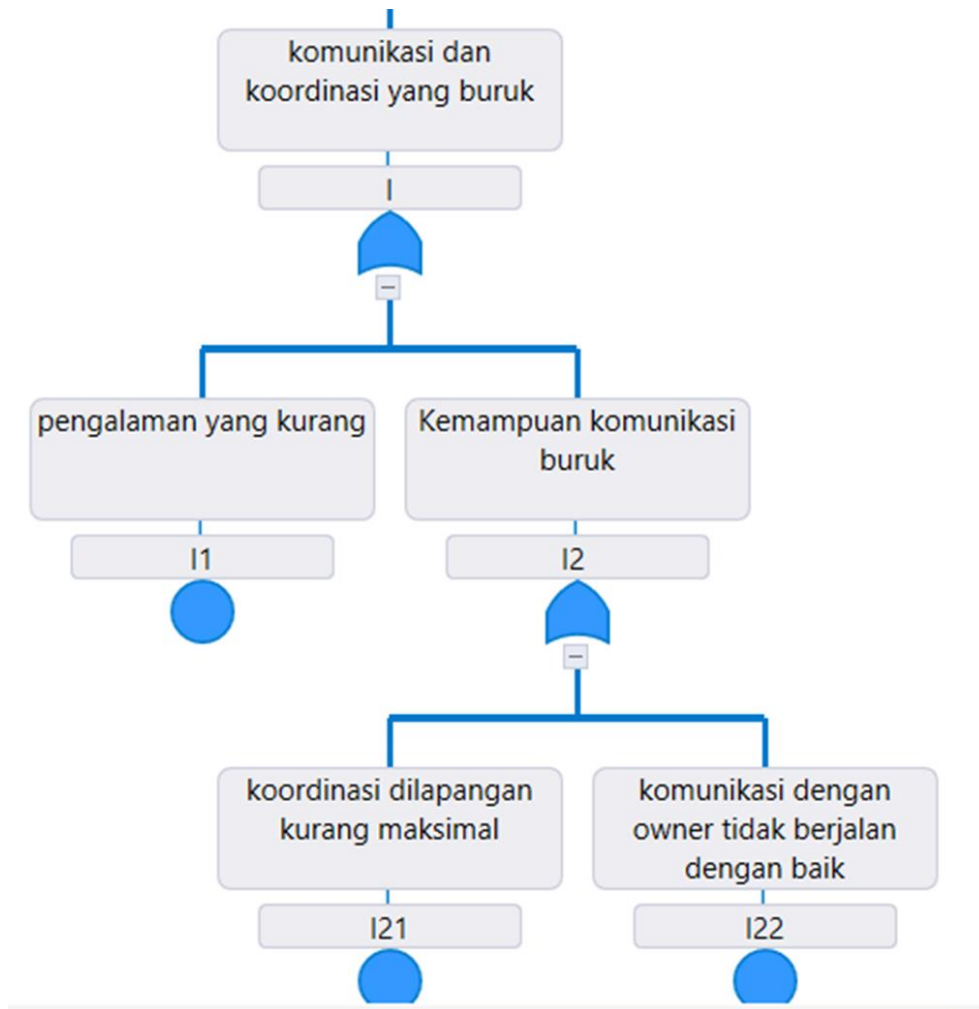 komunikasi dan
koordinasi yang buruk
I
pengalaman yang kurang
I1
Kemampuan komunikasi
buruk
I2
koordinasi dilapangan
kurang maksimal
I21
komunikasi dengan
owner tidak berjalan
dengan baik
I22